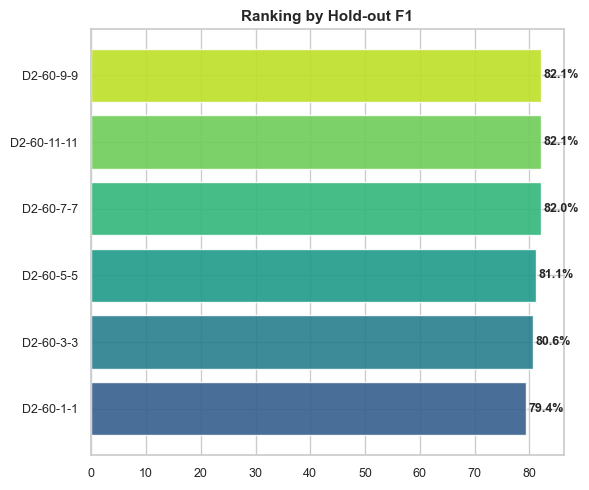 Ranking by Hold-out F1
D2-60-9-9 82.1%
D2-60-11-11 82.1%
D2-60-7-7 82.0%
D2-60-5-5 81.1%
D2-60-3-3 80.6%
D2-60-1-1 79.4%
0 10 20 30 40 50 60 70 80